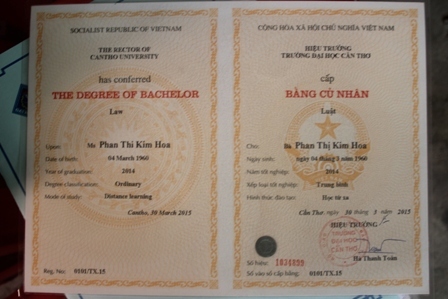 SOCIALIST REPUBLIC OF VIETNAM
THE RECTOR OF
CANTHO UNIVERSITY
has conferred
THE DEGREE OF BACHELOR
Law
Upon: Ms Phan Thi Kim Hoa
Date of birth: 04 March 1960
Year of graduation: 2014
Degree classification: Ordinary
Mode of study: Distance learning
Cantho, 30 March 2015
Reg. No: 0101/TX.15
CỘNG HÒA XÃ HỘI CHỦ NGHĨA VIỆT NAM
HIỆU TRƯỞNG
TRƯỜNG ĐẠI HỌC CẦN THƠ
cấp
BẰNG CỬ NHÂN
Luật
Cho: Bà Phan Thị Kim Hoa
Ngày sinh: ngày 04 tháng 3 năm 1960
Năm tốt nghiệp: 2014
Xếp loại tốt nghiệp: Trung bình
Hình thức đào tạo: Học từ xa
Cần Thơ, ngày 30 tháng 3 năm 2015
HIỆU TRƯỞNG
TRƯỜNG
ĐẠI HỌC
CẦN THƠ
Hà Thanh Toàn
Số hiệu:
Số vào sổ cấp bằng: 0101/TX.15